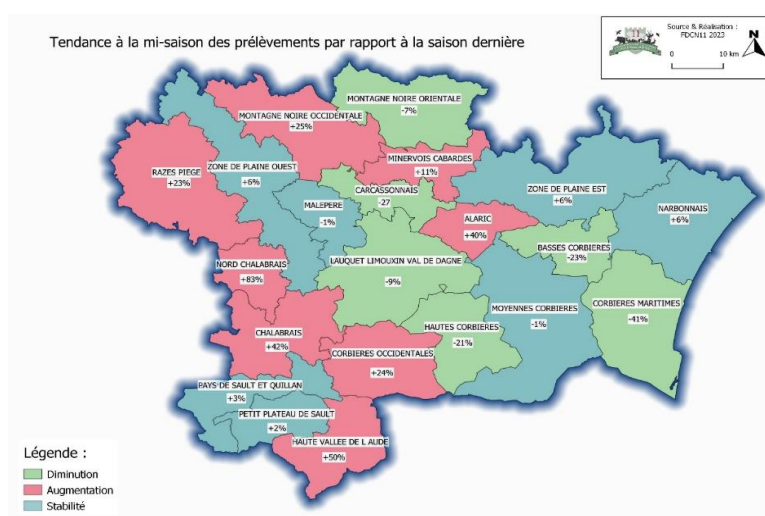 Tendance à la mi-saison des prélèvements par rapport à la saison dernière
Source & Réalisation :
FDCN11 2023
N
0 10 km
MONTAGNE NOIRE ORIENTALE
-7%
MONTAGNE NOIRE OCCIDENTALE
+25%
MINERVOIS CABARDES
+11%
RAZES PIEGE
+23%
ZONE DE PLAINE OUEST
+6%
CARCASSONNAIS
-27
ZONE DE PLAINE EST
+6%
MALEPERE
-1%
NARBONNAIS
+6%
ALARIC
+40%
BASSES CORBIERES
-23%
NORD CHALABRAIS
+83%
LAUQUET LIMOUXIN VAL DE DAGNE
-9%
CORBIERES MARITIMES
-41%
MOYENNES CORBIERES
-1%
CHALABRAIS
+42%
HAUTES CORBIERES
-21%
CORBIERES OCCIDENTALES
+24%
PAYS DE SAULT ET QUILLAN
+3%
PETIT PLATEAU DE SAULT
+2%
HAUTE VALLEE DE L AUDE
+50%
Légende :
Diminution
Augmentation
Stabilité